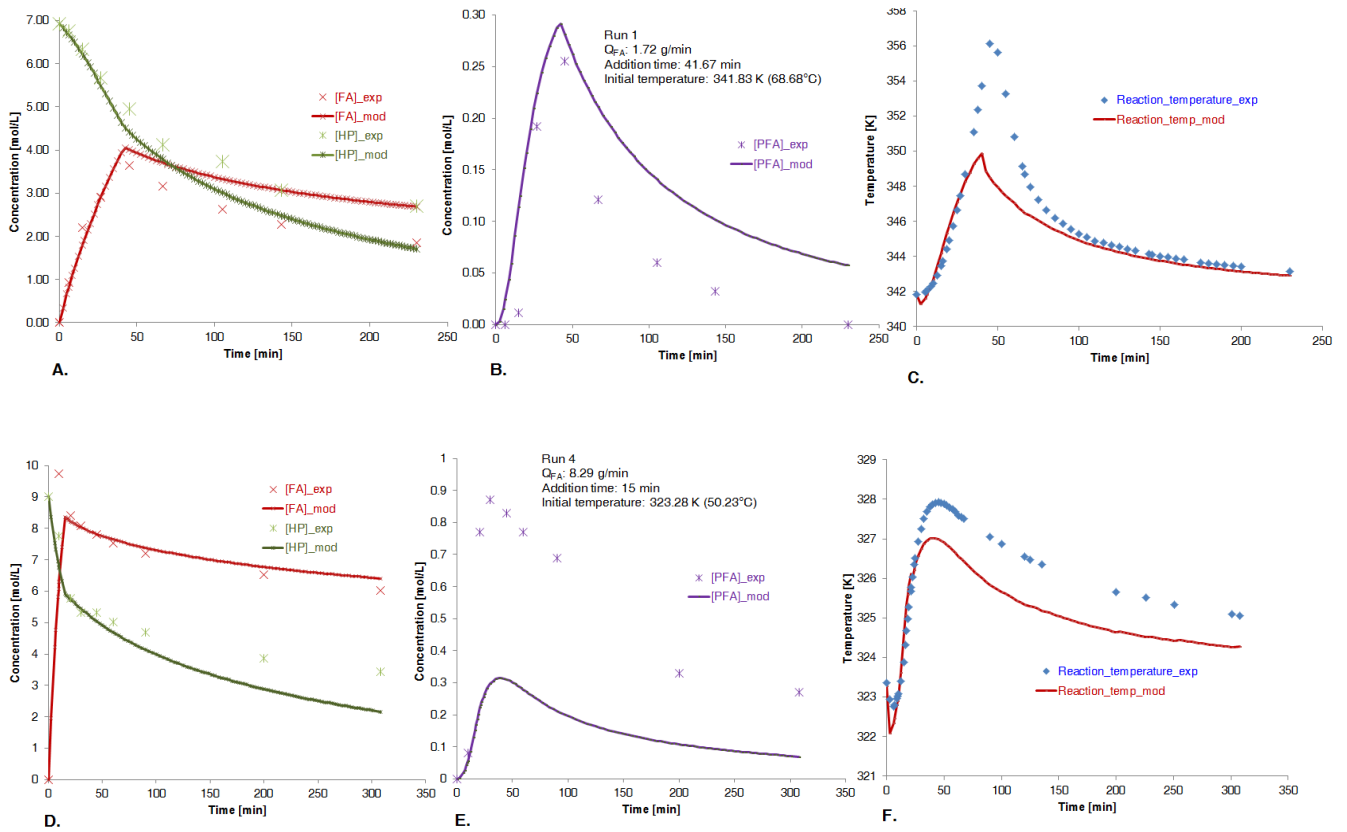 7.00
6.00
5.00
4.00
3.00
2.00
1.00
0.00
Concentration [mol/L]
0
50
100
150
200
250
Time [min]
[FA]_exp
[FA]_mod
[HP]_exp
[HP]_mod
A.
0.30
0.25
0.20
0.15
0.10
0.05
0.00
Concentration [mol/L]
0
50
100
150
200
250
Time [min]
Run 1
QFA: 1.72 g/min
Addition time: 41.67 min
Initial temperature: 341.83 K (68.68°C)
[PFA]_exp
[PFA]_mod
B.
358
356
354
352
350
348
346
344
342
340
Temperature [K]
0
50
100
150
200
250
Time [min]
Reaction_temperature_exp
Reaction_temp_mod
C.
10
9
8
7
6
5
4
3
2
1
0
Concentration [mol/L]
0
50
100
150
200
250
300
350
Time [min]
[FA]_exp
[FA]_mod
[HP]_exp
[HP]_mod
D.
1
0.9
0.8
0.7
0.6
0.5
0.4
0.3
0.2
0.1
0
Concentration [mol/L]
0
50
100
150
200
250
300
350
Time [min]
Run 4
QFA: 8.29 g/min
Addition time: 15 min
Initial temperature: 323.28 K (50.23°C)
[PFA]_exp
[PFA]_mod
E.
329
328
327
326
325
324
323
322
321
Temperature [K]
0
50
100
150
200
250
300
350
Time [min]
Reaction_temperature_exp
Reaction_temp_mod
F.